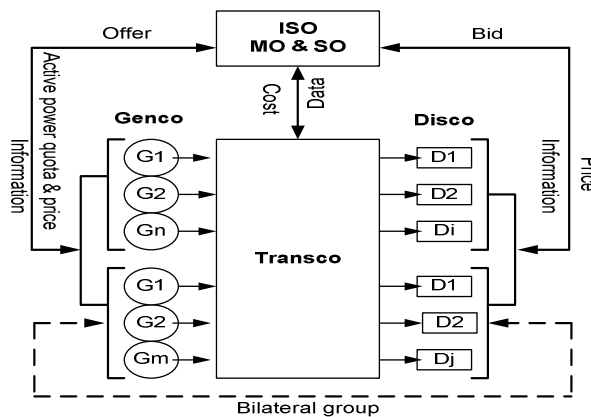 ISO
MO & SO
Offer
Bid
Active power quota & price
Information
Cost
Data
Price
Information
Genco
Disco
G1
D1
G2
D2
Gn
Di
Transco
G1
D1
G2
D2
Gm
Dj
Bilateral group